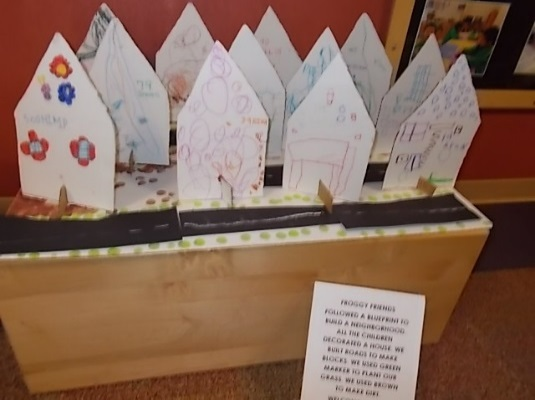 FROGGY FRIENDS
FOLLOWED A BLUEPRINT TO
BUILD A NEIGHBORHOOD.
ALL THE CHILDREN
DECORATED A HOUSE. WE
BUILT ROADS TO MAKE
BLOCKS. WE USED GREEN
MARKER TO PLANT OUR
GRASS. WE USED BROWN
TO MAKE DIRT.